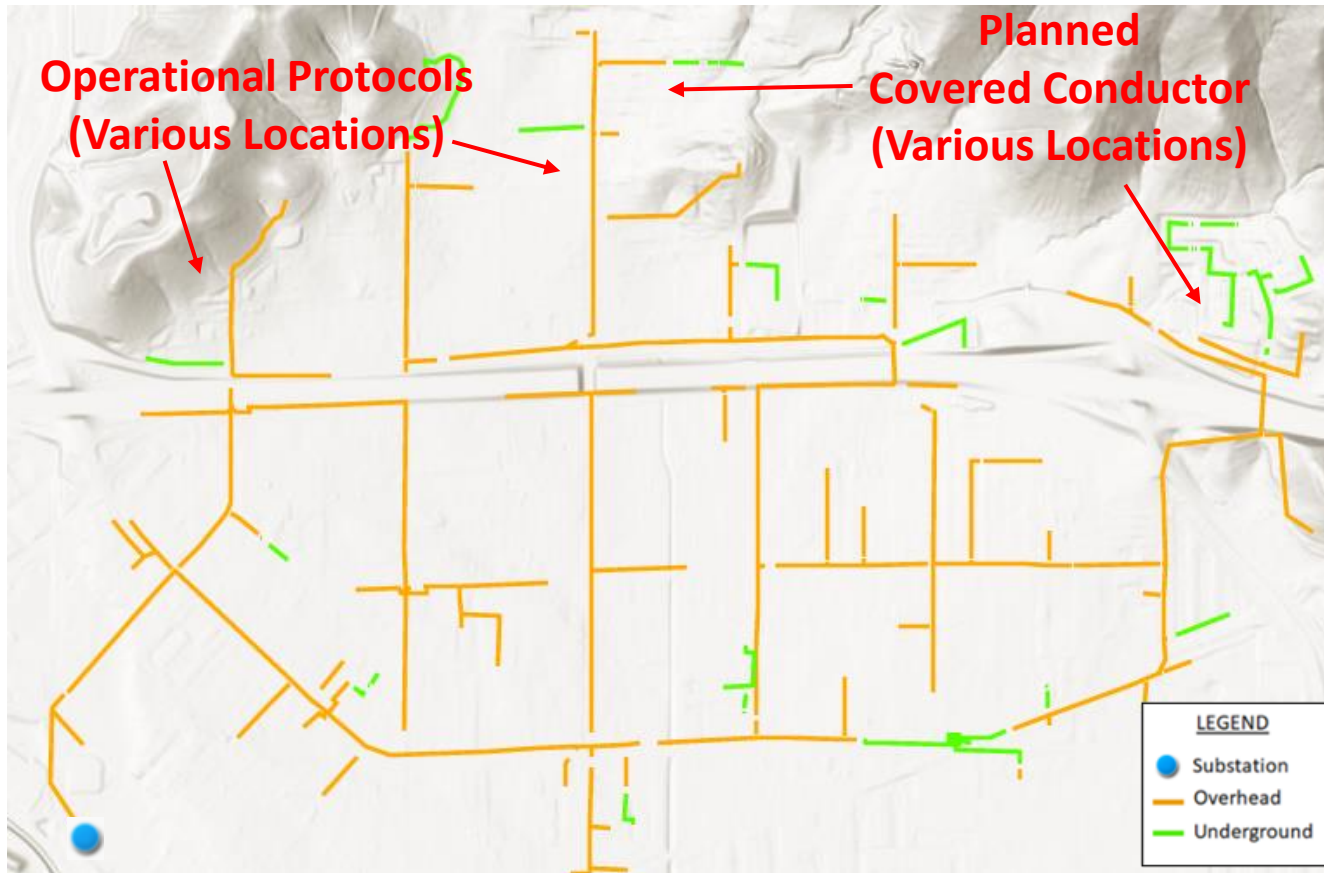 Operational Protocols
(Various Locations)
Planned
Covered Conductor
(Various Locations)
LEGEND
Substation
Overhead
Underground